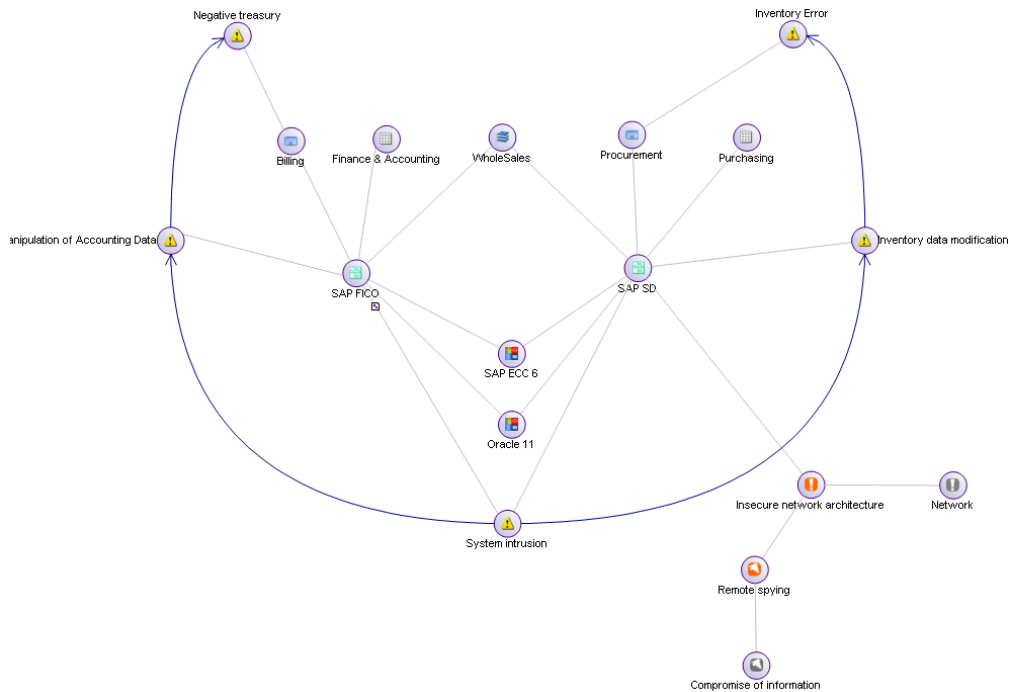 Negative treasury
Inventory Error
Billing
Finance & Accounting
WholeSales
Procurement
Purchasing
anipulation of Accounting Data
Inventory data modification
SAP FICO
SAP SD
SAP ECC 6
Oracle 11
Insecure network architecture
Network
System intrusion
Remote spying
Compromise of information